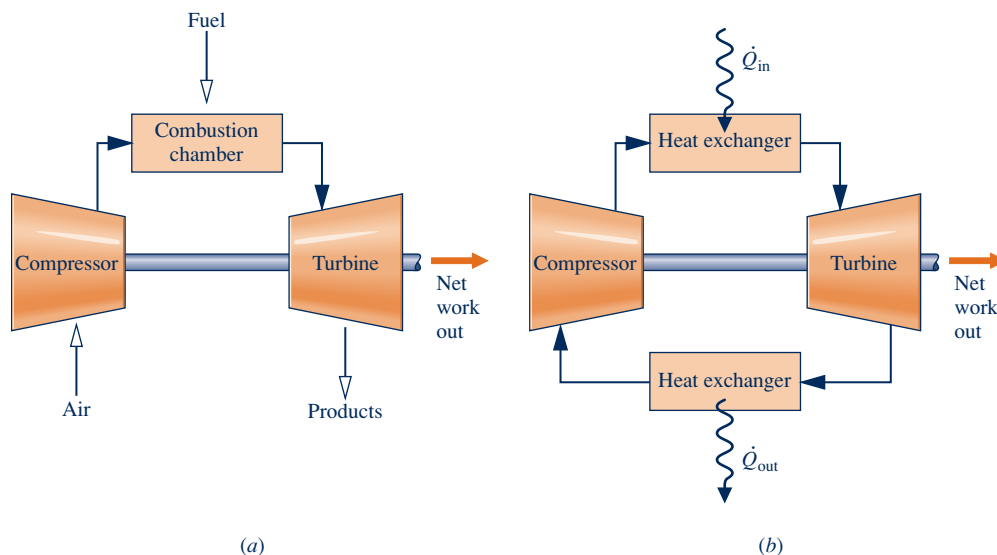 Fuel
Combustion
chamber
Compressor
Turbine
Net
work
out
Air
Products
(a)
Q̇in
Heat exchanger
Compressor
Turbine
Net
work
out
Heat exchanger
Q̇out
(b)